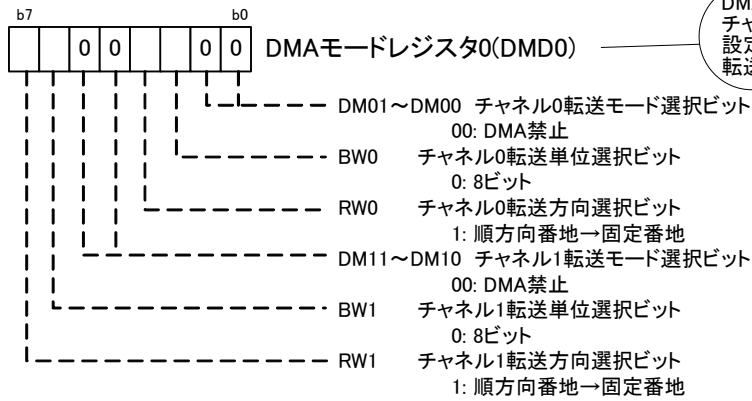 b7 b0
0 0 0 0 DMAモードレジスタ0(DMD0)
DM
チャ
設定
転送
DM01～DM00 チャネル0転送モード選択ビット
00: DMA禁止
BW0 チャネル0転送単位選択ビット
0: 8ビット
RW0 チャネル0転送方向選択ビット
1: 順方向番地→固定番地
DM11～DM10 チャネル1転送モード選択ビット
00: DMA禁止
BW1 チャネル1転送単位選択ビット
0: 8ビット
RW1 チャネル1転送方向選択ビット
1: 順方向番地→固定番地